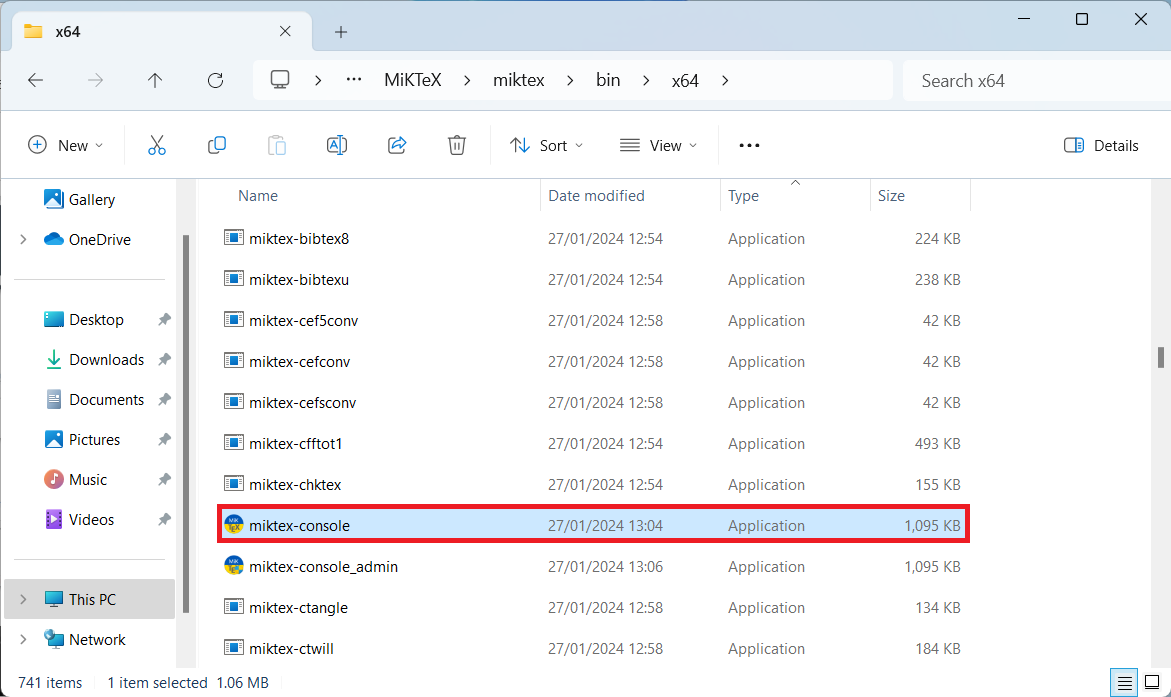 x64
MiKTeX > miktex > bin > x64 >
Search x64
New
Sort
View
Details
Gallery
OneDrive
Desktop
Downloads
Documents
Pictures
Music
Videos
This PC
Network
Name Date modified Type Size
miktex-bibtex8 27/01/2024 12:54 Application 224 KB
miktex-bibtexu 27/01/2024 12:54 Application 238 KB
miktex-cef5conv 27/01/2024 12:58 Application 42 KB
miktex-cefconv 27/01/2024 12:58 Application 42 KB
miktex-cefsconv 27/01/2024 12:58 Application 42 KB
miktex-cfftot1 27/01/2024 12:54 Application 493 KB
miktex-chktex 27/01/2024 12:54 Application 155 KB
miktex-console 27/01/2024 13:04 Application 1,095 KB
miktex-console_admin 27/01/2024 13:06 Application 1,095 KB
miktex-ctangle 27/01/2024 12:58 Application 134 KB
miktex-ctwill 27/01/2024 12:58 Application 184 KB
741 items 1 item selected 1.06 MB